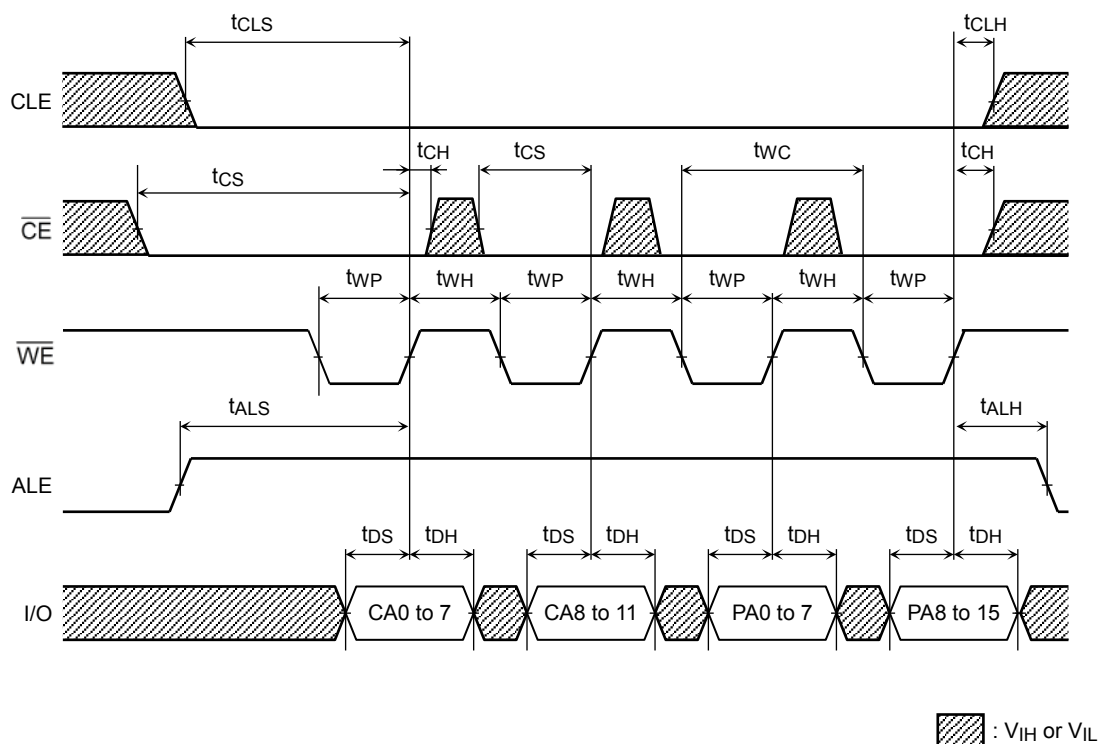 tCLS tCLH
CLE
tCH tCS tWC tCH
tCS
CE
tWP tWH tWP tWH tWP tWH tWP
WE
tALS tALH
ALE
tDS tDH tDS tDH tDS tDH tDS tDH
I/O CA0 to 7 CA8 to 11 PA0 to 7 PA8 to 15
: VIH or VIL